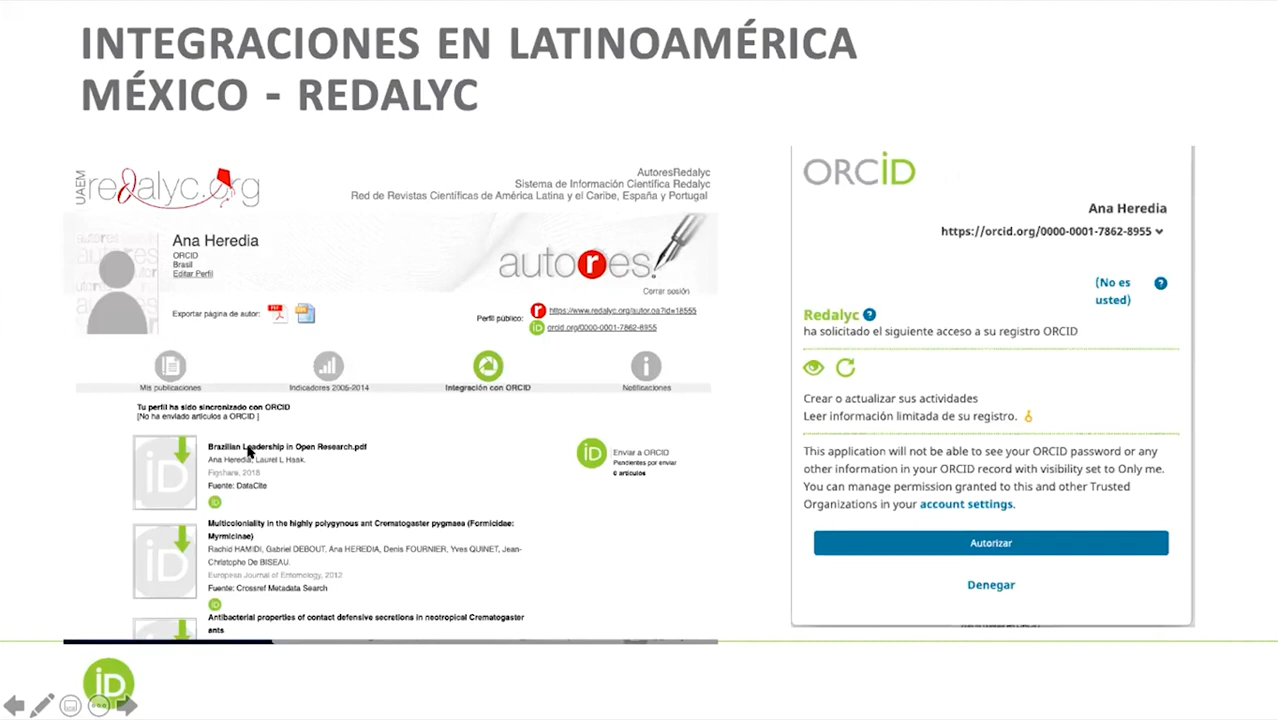 INTEGRACIONES EN LATINOAMÉRICA
MÉXICO - REDALYC
UAEM
redalyc.org
AutoresRedalyc
Sistema de Información Científica Redalyc
Red de Revistas Científicas de América Latina y el Caribe, España y Portugal
Ana Heredia
ORCID
Brasil
Editar Perfil
autores
Cerrar sesión
Exportar página de autor:
Perfil público:
https://www.redalyc.org/autor.oa?id=18555
orcid.org/0000-0001-7862-8955
Mis publicaciones
Indicadores 2005-2014
Integración con ORCID
Notificaciones
Tu perfil ha sido sincronizado con ORCID
[No ha enviado artículos a ORCID ]
Brazilian Leadership in Open Research.pdf
Ana Heredia, Laurel L Haak.
Figshare, 2018
Fuente: DataCite
iD
Enviar a ORCID
Pendientes por enviar
0 artículos
Multicoloniality in the highly polygynous ant Crematogaster pygmaea (Formicidae:
Myrmicinae)
Rachid HAMIDI, Gabriel DEBOUT, Ana HEREDIA, Denis FOURNIER, Yves QUINET, Jean-
Christophe De BISEAU.
European Journal of Entomology, 2012
Fuente: Crossref Metadata Search
iD
Antibacterial properties of contact defensive secretions in neotropical Crematogaster
ants
ORCID
Ana Heredia
https://orcid.org/0000-0001-7862-8955
(No es
usted)
Redalyc
ha solicitado el siguiente acceso a su registro ORCID
Crear o actualizar sus actividades
Leer información limitada de su registro.
This application will not be able to see your ORCID password or any
other information in your ORCID record with visibility set to Only me.
You can manage permission granted to this and other Trusted
Organizations in your account settings.
Autorizar
Denegar
iD